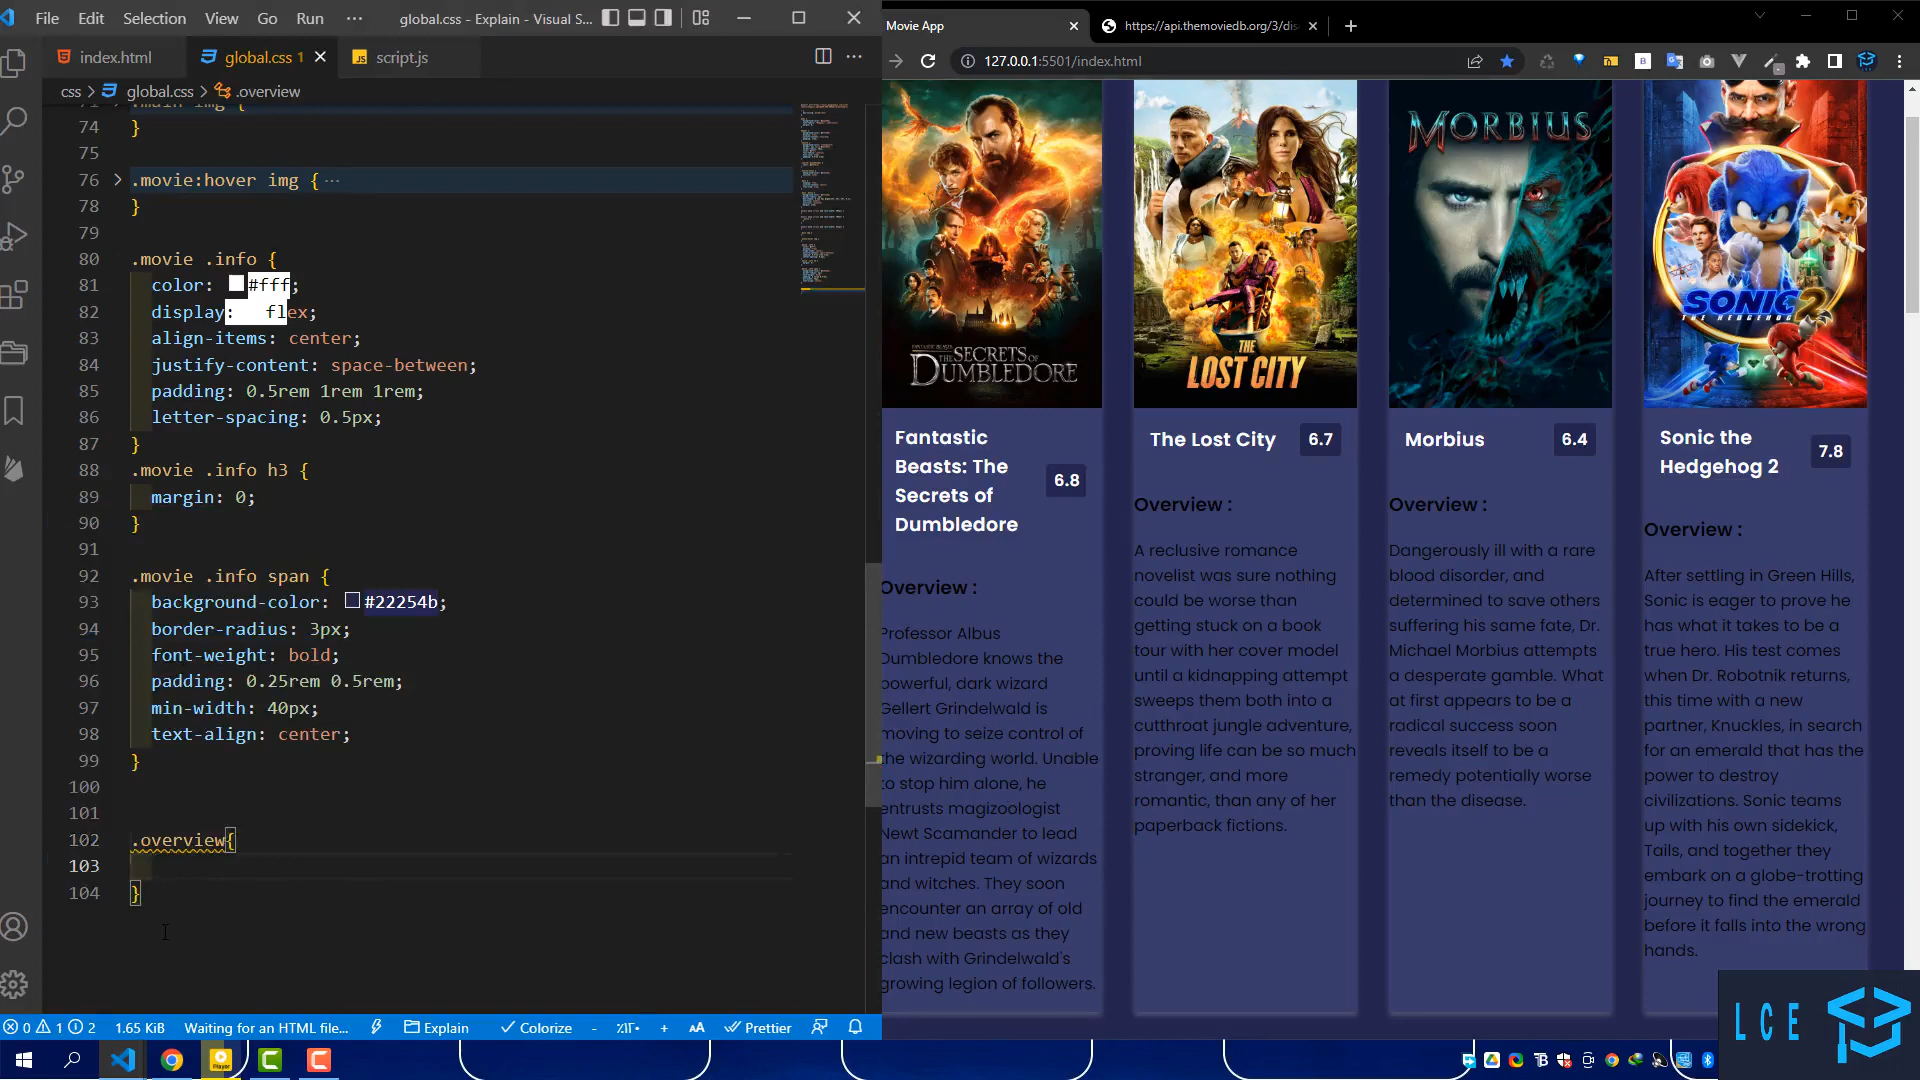 File Edit Selection View Go Run ··· global.css - Explain - Visual S...
index.html global.css 1 script.js
css > global.css > .overview
74 }
75
76 .movie:hover img { ···
78 }
79
80 .movie .info {
81 color: #fff;
82 display: flex;
83 align-items: center;
84 justify-content: space-between;
85 padding: 0.5rem 1rem 1rem;
86 letter-spacing: 0.5px;
87 }
88 .movie .info h3 {
89 margin: 0;
90 }
91
92 .movie .info span {
93 background-color: #22254b;
94 border-radius: 3px;
95 font-weight: bold;
96 padding: 0.25rem 0.5rem;
97 min-width: 40px;
98 text-align: center;
99 }
100
101
102 .overview{
103
104 }
0 1 2 1.65 KiB Waiting for an HTML file... Explain Colorize - + Prettier
Movie App https://api.themoviedb.org/3/dis
127.0.0.1:5501/index.html
FANTASTIC BEASTS
THE SECRETS OF
DUMBLEDORE
Fantastic
Beasts: The
Secrets of
Dumbledore
6.8
Overview :
Professor Albus
Dumbledore knows the
powerful, dark wizard
Gellert Grindelwald is
moving to seize control of
the wizarding world. Unable
to stop him alone, he
entrusts magizoologist
Newt Scamander to lead
an intrepid team of wizards
and witches. They soon
encounter an array of old
and new beasts as they
clash with Grindelwald's
growing legion of followers.
THE
LOST CITY
The Lost City 6.7
Overview :
A reclusive romance
novelist was sure nothing
could be worse than
getting stuck on a book
tour with her cover model
until a kidnapping attempt
sweeps them both into a
cutthroat jungle adventure,
proving life can be so much
stranger, and more
romantic, than any of her
paperback fictions.
MORBIUS
Morbius 6.4
Overview :
Dangerously ill with a rare
blood disorder, and
determined to save others
suffering his same fate, Dr.
Michael Morbius attempts
a desperate gamble. What
at first appears to be a
radical success soon
reveals itself to be a
remedy potentially worse
than the disease.
SONIC 2
THE HEDGEHOG
Sonic the
Hedgehog 2
7.8
Overview :
After settling in Green Hills,
Sonic is eager to prove he
has what it takes to be a
true hero. His test comes
when Dr. Robotnik returns,
this time with a new
partner, Knuckles, in search
for an emerald that has the
power to destroy
civilizations. Sonic teams
up with his own sidekick,
Tails, and together they
embark on a globe-trotting
journey to find the emerald
before it falls into the wrong
hands.
LCE